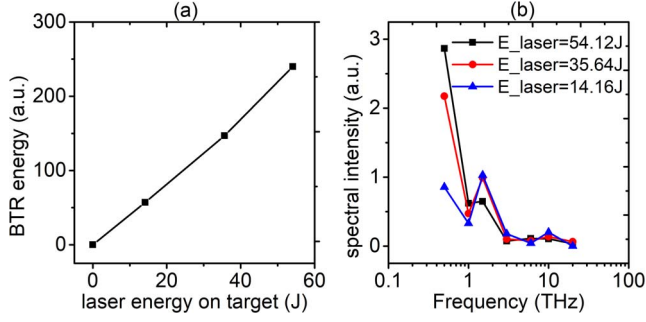 (a)
300
200
100
0
BTR energy (a.u.)
0 20 40 60
laser energy on target (J)
(b)
3
2
1
0
spectral intensity (a.u.)
E_laser=54.12J
E_laser=35.64J
E_laser=14.16J
0.1 1 10 100
Frequency (THz)